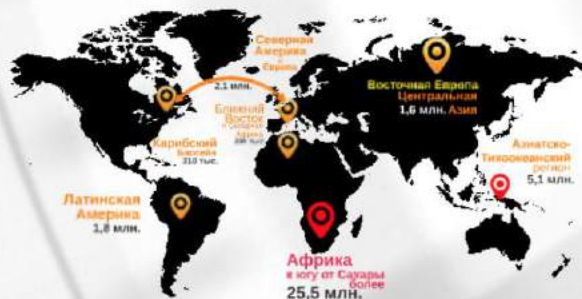 Северная
Америка
и
Европа
2,1 млн.
Восточная Европа
Центральная
1,6 млн. Азия
Ближний
Восток
и Северная
Африка
тыс
Карибский
Бассейн
310 тыс.
Азиатско-
Тихоокеанский
регион
5,1 млн.
Латинская
Америка
1,8 млн.
Африка
к югу от Сахары
более
25,5 млн.